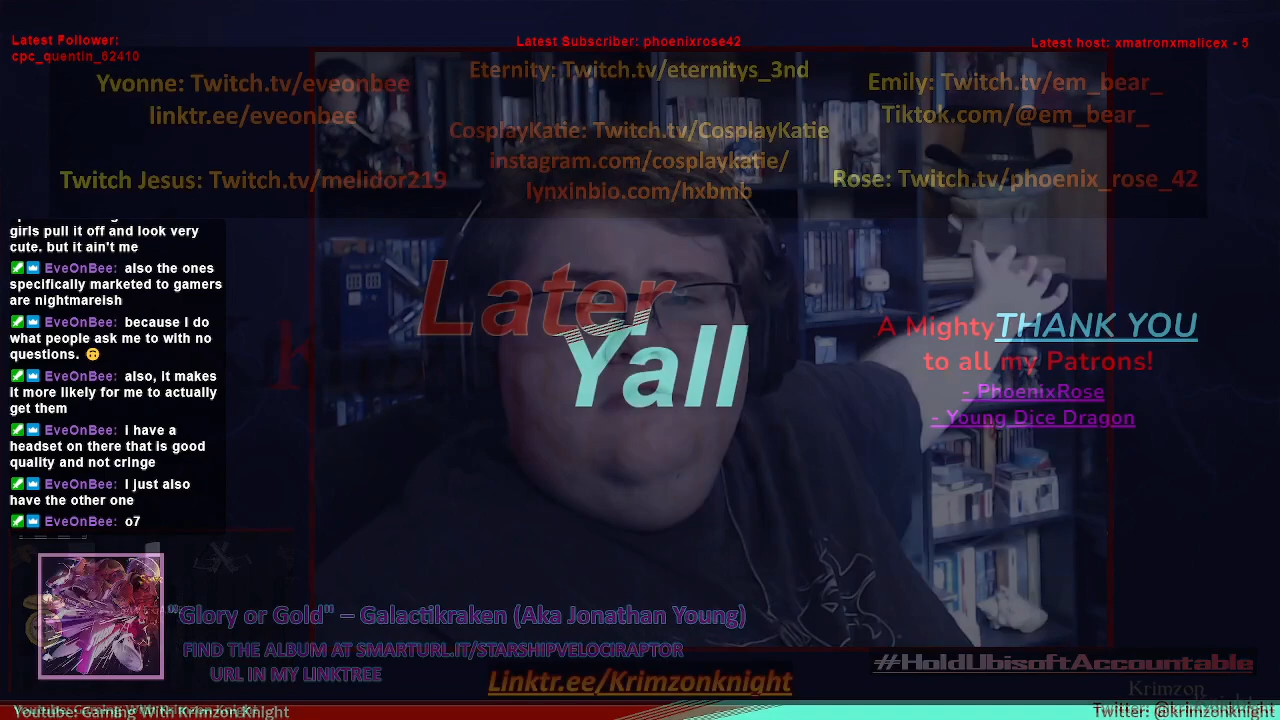 Latest Follower:
cpc_quentin_82410
Latest Subscriber: phoenixrose42
Latest host: xmatronxmalicex - 5
Yvonne: Twitch.tv/eveonbee
linktr.ee/eveonbee
Eternity: Twitch.tv/eternitys_3nd
Emily: Twitch.tv/em_bear_
Tiktok.com/@em_bear_
CosplayKatie: Twitch.tv/CosplayKatie
instagram.com/cosplaykatie/
lynxinbio.com/hxbmb
Twitch Jesus: Twitch.tv/melidor219
Rose: Twitch.tv/phoenix_rose_42
girls pull it off and look very
cute. but it ain't me
EveOnBee: also the ones
specifically marketed to gamers
are nightmareish
EveOnBee: because I do
what people ask me to with no
questions. 🙃
EveOnBee: also, it makes
it more likely for me to actually
get them
EveOnBee: I have a
headset on there that is good
quality and not cringe
EveOnBee: I just also
have the other one
EveOnBee: o7
Later
Yall
A Mighty THANK YOU
to all my Patrons!
- PhoenixRose
- Young Dice Dragon
"Glory or Gold" – Galactikraken (Aka Jonathan Young)
FIND THE ALBUM AT SMARTURL.IT/STARSHIPVELOCIRAPTOR
URL IN MY LINKTREE
Linktr.ee/Krimzonknight
#HoldUbisoftAccountable
Krimzon
Youtube: Gaming With Krimzon Knight
Twitter: @krimzonknight